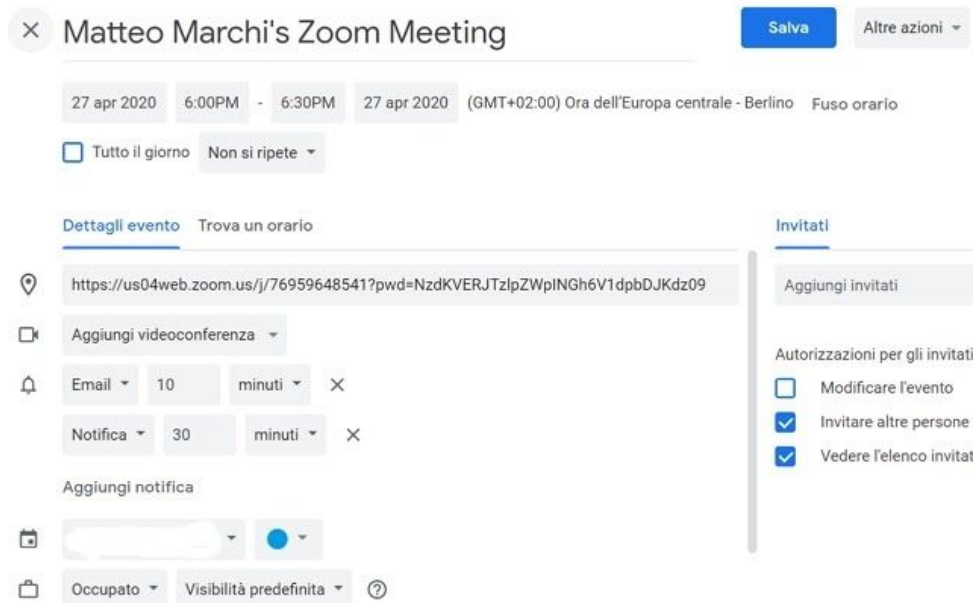 Matteo Marchi's Zoom Meeting
Salva
Altre azioni
27 apr 2020 6:00PM - 6:30PM 27 apr 2020 (GMT+02:00) Ora dell'Europa centrale - Berlino Fuso orario
Tutto il giorno Non si ripete
Dettagli evento Trova un orario
Invitati
https://us04web.zoom.us/j/76959648541?pwd=NzdKVERJTzlpZWpINGh6V1dpbDJKdz09
Aggiungi invitati
Aggiungi videoconferenza
Autorizzazioni per gli invitati
Email 10 minuti
Modificare l'evento
Invitare altre persone
Notifica 30 minuti
Vedere l'elenco invitat
Aggiungi notifica
Occupato Visibilità predefinita